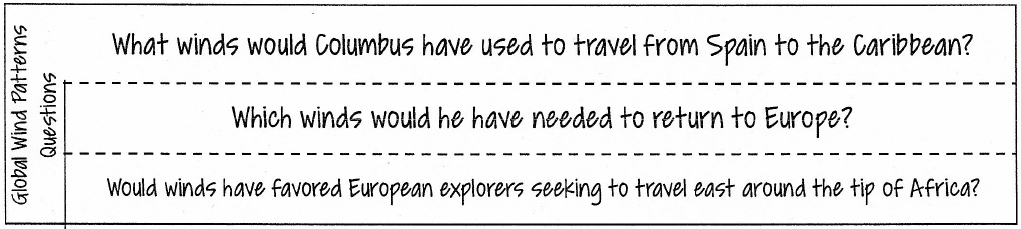 Global Wind Patterns
Questions
What winds would Columbus have used to travel from Spain to the Caribbean?
Which winds would he have needed to return to Europe?
Would winds have favored European explorers seeking to travel east around the tip of Africa?